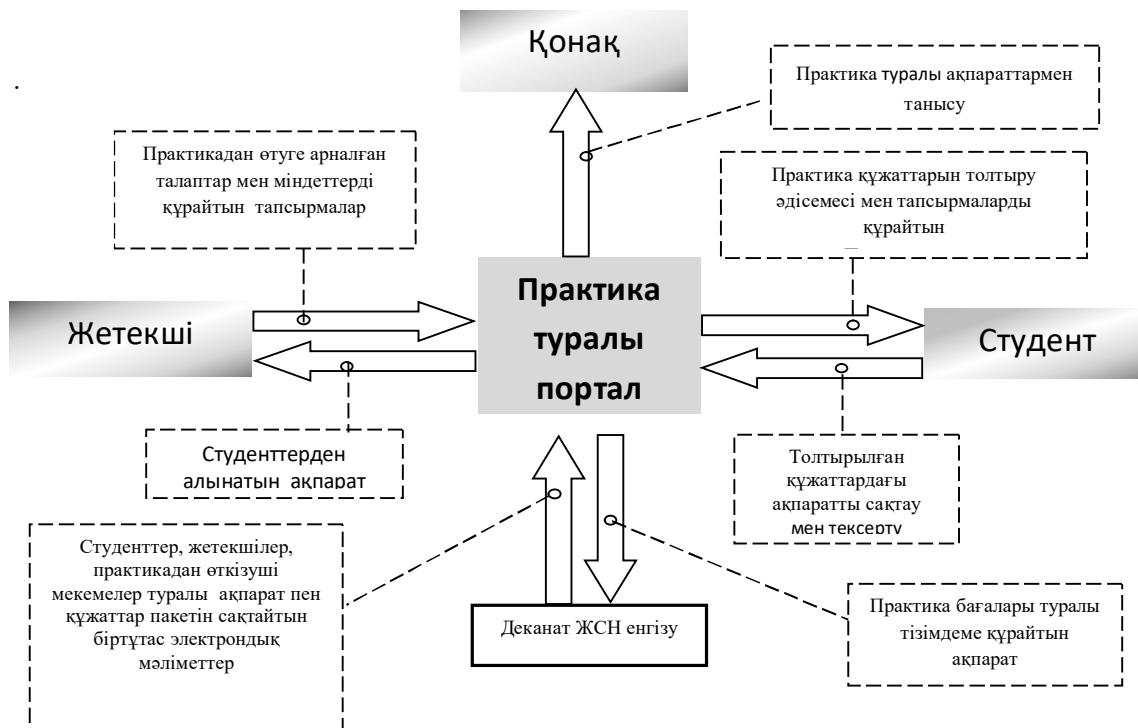 Қонақ
.
Практика туралы ақпараттармен
танысу
Практикадан өтуге арналған
талаптар мен міндеттерді
құрайтын тапсырмалар
Практика құжаттарын толтыру
әдісемесі мен тапсырмаларды
құрайтын
Жетекші
Практика
туралы
портал
Студент
Студенттерден
алынатын ақпарат
Толтырылған
құжаттардағы
ақпаратты сақтау
мен тексерту
Студенттер, жетекшілер,
практикадан өткізуші
мекемелер туралы ақпарат пен
құжаттар пакетін сақтайтын
біртұтас электрондық
мәліметтер
Деканат ЖСН енгізу
Практика бағалары туралы
тізімдеме құрайтын
ақпарат